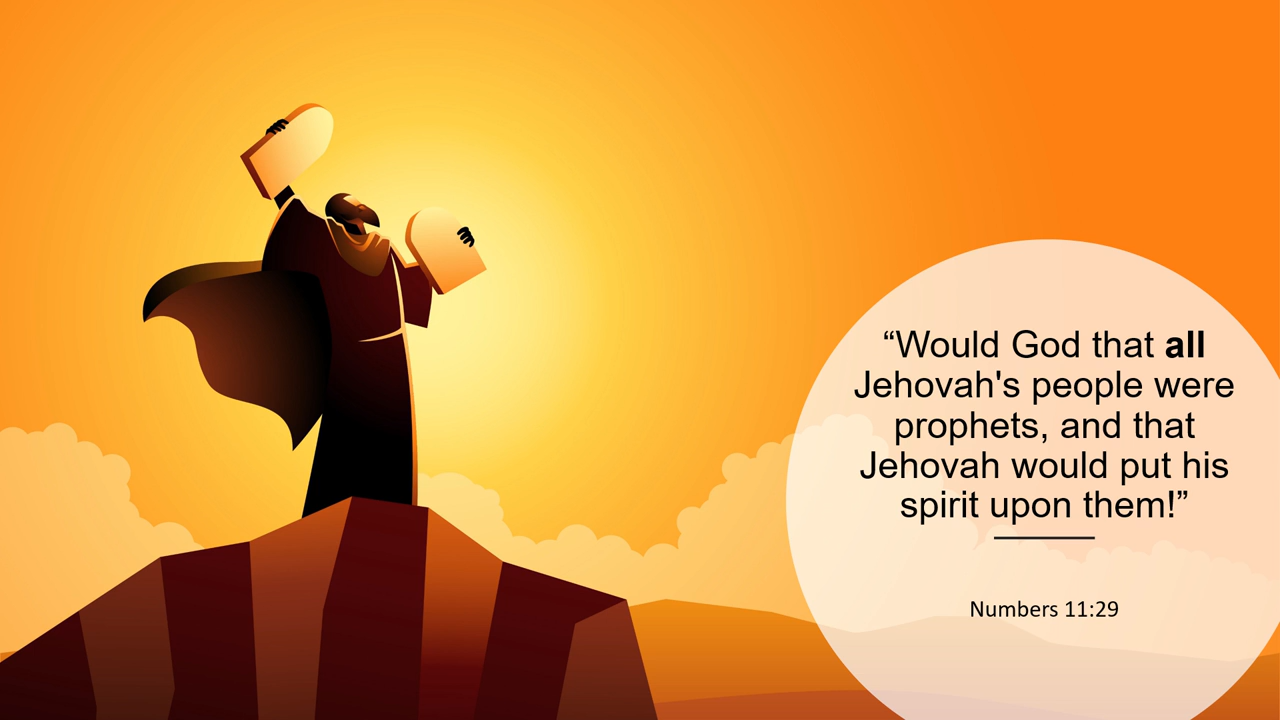 “Would God that all
Jehovah's people were
prophets, and that
Jehovah would put his
spirit upon them!”
Numbers 11:29